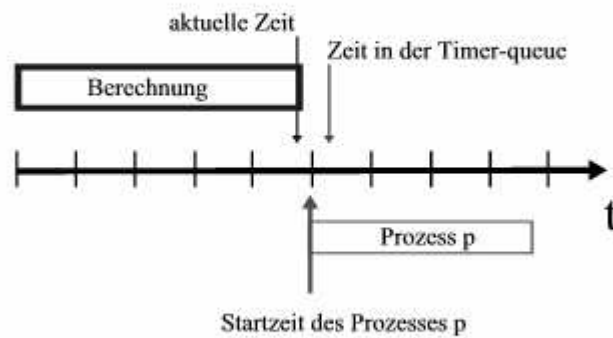 aktuelle Zeit
Zeit in der Timer-queue
Berechnung
t
Prozess p
Startzeit des Prozesses p